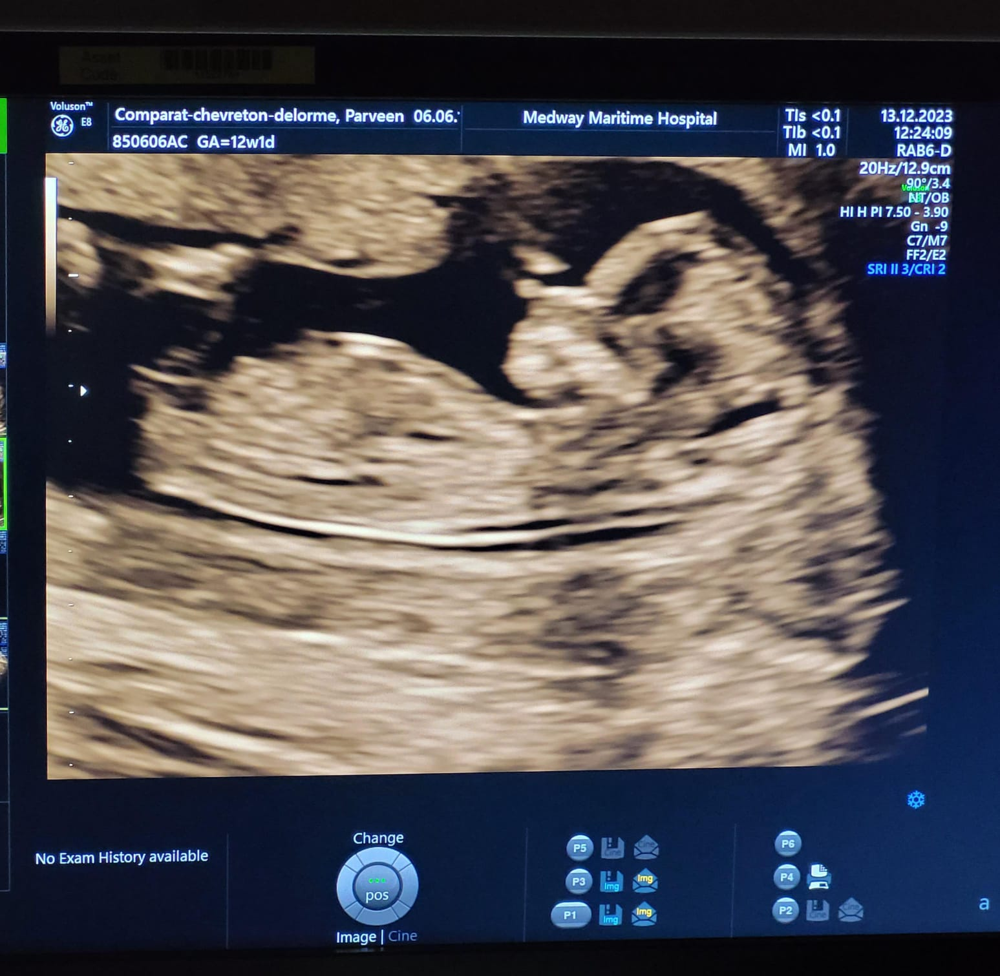 Asset
Code
Voluson™
E8
Comparat-chevreton-delorme, Parveen 06.06.
850606AC GA=12w1d
Medway Maritime Hospital
TIs <0.1
TIb <0.1
MI 1.0
13.12.2023
12:24:09
RAB6-D
20Hz/12.9cm
90°/3.4
NT/OB
HI H PI 7.50 - 3.90
Gn -9
C7/M7
FF2/E2
SRI II 3/CRI 2
No Exam History available
Change
pos
Image | Cine
P5 Cine Cine
P3 Img Img
P1 Img Img
P6
P4
P2 Cine Cine
a